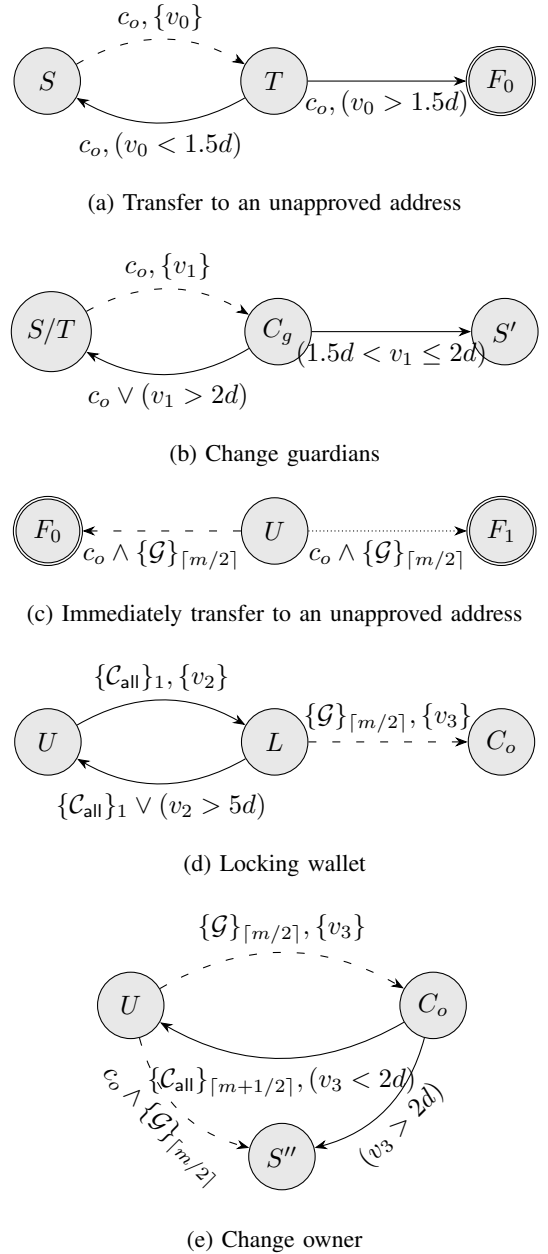 c_o, {v_0}
S
T
F_0
c_o, (v_0 > 1.5d)
c_o, (v_0 < 1.5d)
(a) Transfer to an unapproved address
c_o, {v_1}
S/T
C_g
S′
(1.5d < v_1 ≤ 2d)
c_o ∨ (v_1 > 2d)
(b) Change guardians
F_0
U
F_1
c_o ∧ {𝒢}_⌈m/2⌉
c_o ∧ {𝒢}_⌈m/2⌉
(c) Immediately transfer to an unapproved address
{𝒞_all}_1, {v_2}
{𝒢}_⌈m/2⌉, {v_3}
U
L
C_o
{𝒞_all}_1 ∨ (v_2 > 5d)
(d) Locking wallet
{𝒢}_⌈m/2⌉, {v_3}
U
C_o
{𝒞_all}_⌈m+1/2⌉, (v_3 < 2d)
c_o ∧ {𝒢}_⌈m/2⌉
(v_3 > 2d)
S″
(e) Change owner